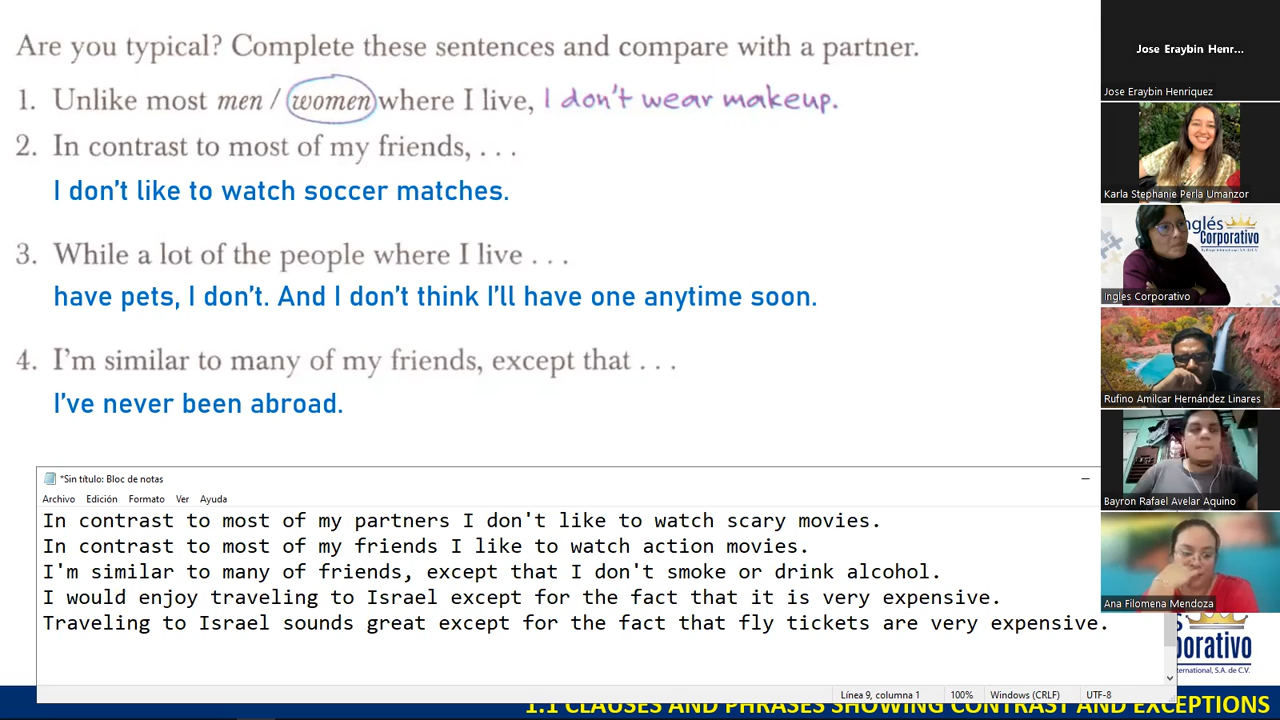 Are you typical? Complete these sentences and compare with a partner.
1. Unlike most men / women where I live, I don't wear makeup.
2. In contrast to most of my friends, . . .
I don't like to watch soccer matches.
3. While a lot of the people where I live . . .
have pets, I don't. And I don't think I'll have one anytime soon.
4. I'm similar to many of my friends, except that . . .
I've never been abroad.
*Sin título: Bloc de notas
Archivo Edición Formato Ver Ayuda
In contrast to most of my partners I don't like to watch scary movies.
In contrast to most of my friends I like to watch action movies.
I'm similar to many of friends, except that I don't smoke or drink alcohol.
I would enjoy traveling to Israel except for the fact that it is very expensive.
Traveling to Israel sounds great except for the fact that fly tickets are very expensive.
Línea 9, columna 1 100% Windows (CRLF) UTF-8
1.1 CLAUSES AND PHRASES SHOWING CONTRAST AND EXCEPTIONS
Jose Eraybin Henr...
Jose Eraybin Henriquez
Karla Stephanie Perla Umanzor
Inglés
Corporativo
Ingles Corporativo
Rufino Amilcar Hernández Linares
Bayron Rafael Avelar Aquino
Ana Filomena Mendoza
porativo
International, S.A. de C.V.